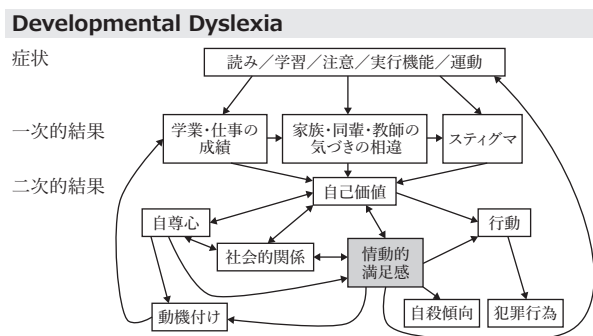 Developmental Dyslexia
症状
読み／学習／注意／実行機能／運動
一次的結果
学業・仕事の
成績
家族・同輩・教師の
気づきの相違
スティグマ
二次的結果
自己価値
自尊心
行動
社会的関係
情動的
満足感
動機付け
自殺傾向
犯罪行為